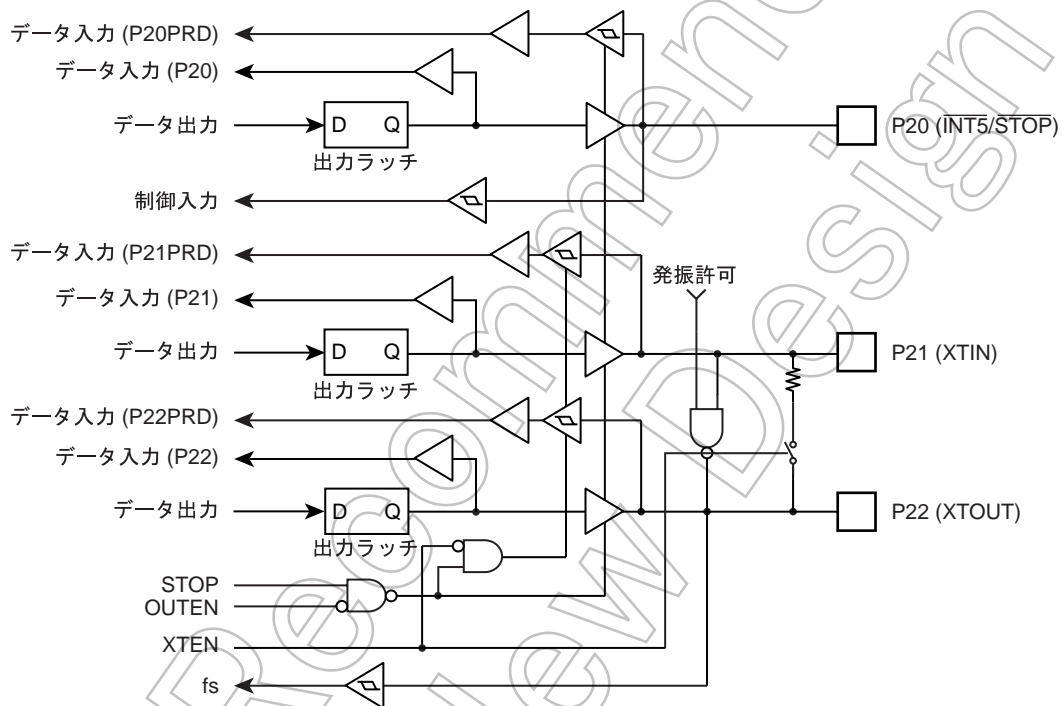 データ入力 (P20PRD)
データ入力 (P20)
データ出力
D Q
出力ラッチ
P20 (INT5/STOP)
制御入力
データ入力 (P21PRD)
発振許可
データ入力 (P21)
データ出力
D Q
出力ラッチ
P21 (XTIN)
データ入力 (P22PRD)
データ入力 (P22)
データ出力
D Q
出力ラッチ
P22 (XTOUT)
STOP
OUTEN
XTEN
fs
Recommen
New Design